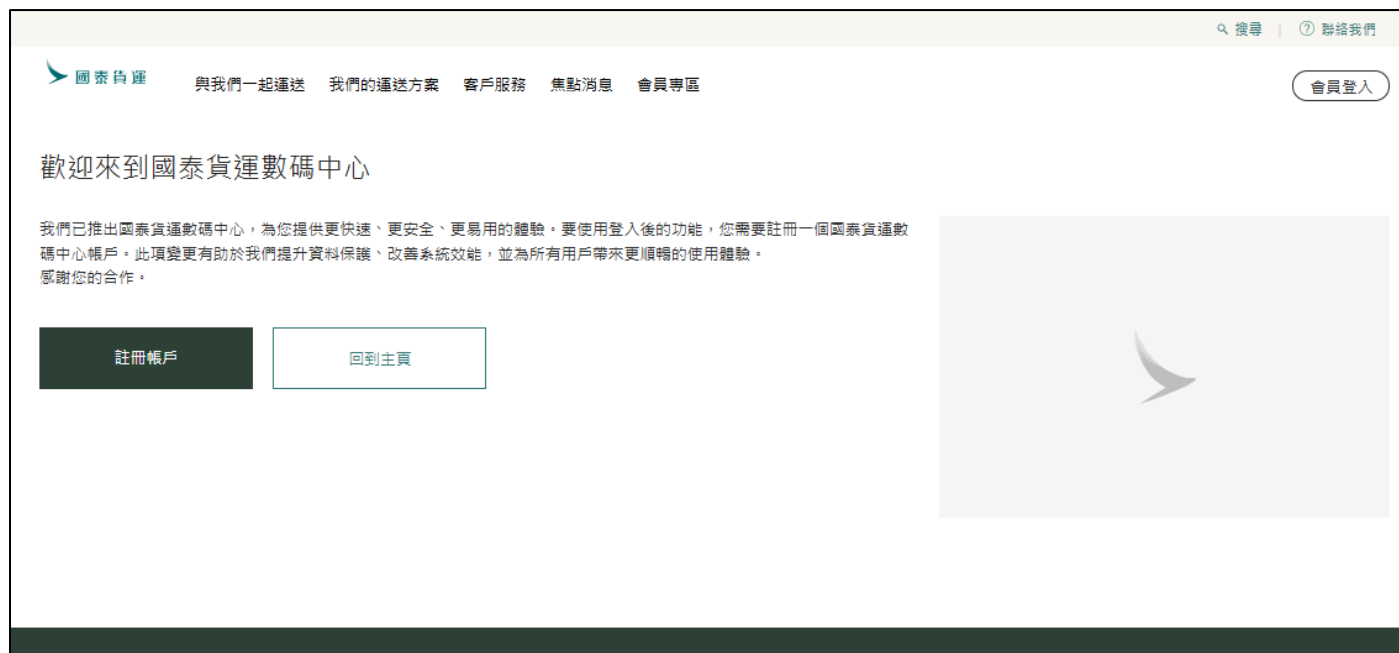 搜尋 | 聯絡我們
國泰貨運 與我們一起運送 我們的運送方案 客戶服務 焦點消息 會員專區 會員登入
歡迎來到國泰貨運數碼中心
我們已推出國泰貨運數碼中心，為您提供更快速、更安全、更易用的體驗。要使用登入後的功能，您需要註冊一個國泰貨運數
碼中心帳戶。此項變更有助於我們提升資料保護、改善系統效能，並為所有用戶帶來更順暢的使用體驗。
感謝您的合作。
註冊帳戶 回到主頁